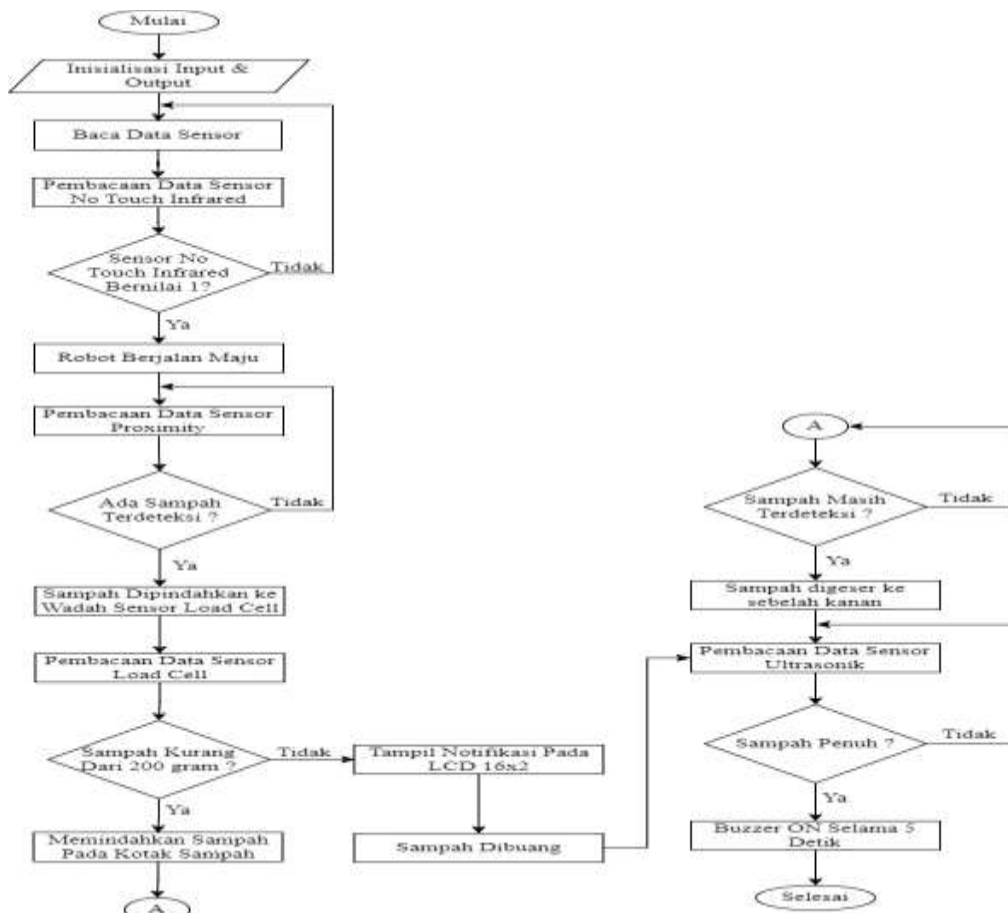 Mulai
Inisialisasi Input &
Output
Baca Data Sensor
Pembacaan Data Sensor
No Touch Infrared
Sensor No
Touch Infrared
Bernilai 1?
Tidak
Ya
Robot Berjalan Maju
Pembacaan Data Sensor
Proximity
Ada Sampah
Terdeteksi ?
Tidak
Ya
Sampah Dipindahkan ke
Wadah Sensor Load Cell
Pembacaan Data Sensor
Load Cell
Sampah Kurang
Dari 200 gram ?
Tidak
Ya
Memindahkan Sampah
Pada Kotak Sampah
A
Tampil Notifikasi Pada
LCD 16x2
Sampah Dibuang
A
Sampah Masih
Terdeteksi ?
Tidak
Ya
Sampah digeser ke
sebelah kanan
Pembacaan Data Sensor
Ultrasonik
Sampah Penuh ?
Tidak
Ya
Buzzer ON Selama 5
Detik
Selesai